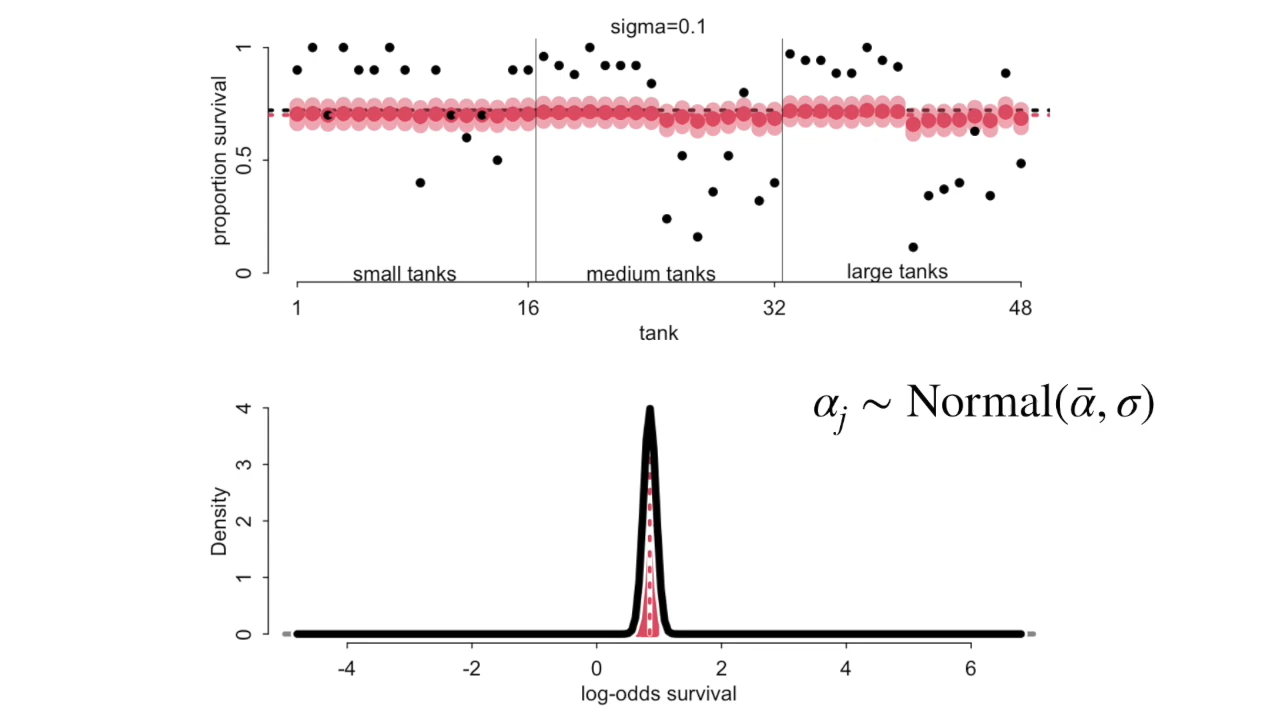 sigma=0.1
proportion survival
1
0.5
0
small tanks
medium tanks
large tanks
1
16
32
48
tank
αj ~ Normal(ᾱ, σ)
Density
4
3
2
1
0
-4
-2
0
2
4
6
log-odds survival